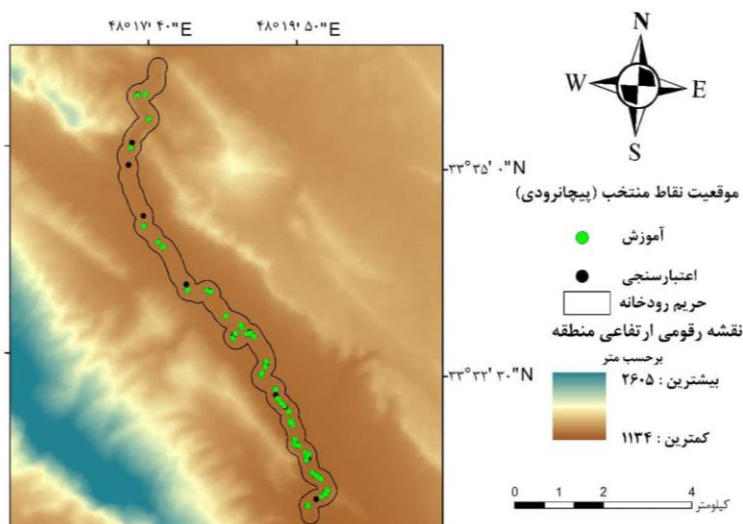 ۴۸°۱۷'۴۰"E
۴۸°۱۹'۵۰"E
N
W
E
S
۳۳°۳۵'۰"N
۳۳°۳۲'۳۰"N
موقعیت نقاط منتخب (پیچانرودی)
آموزش
اعتبارسنجی
حریم رودخانه
نقشه رقومی ارتفاعی منطقه
برحسب متر
بیشترین : ۲۶۰۵
کمترین : ۱۱۳۴
0 1 2 4
کیلومتر